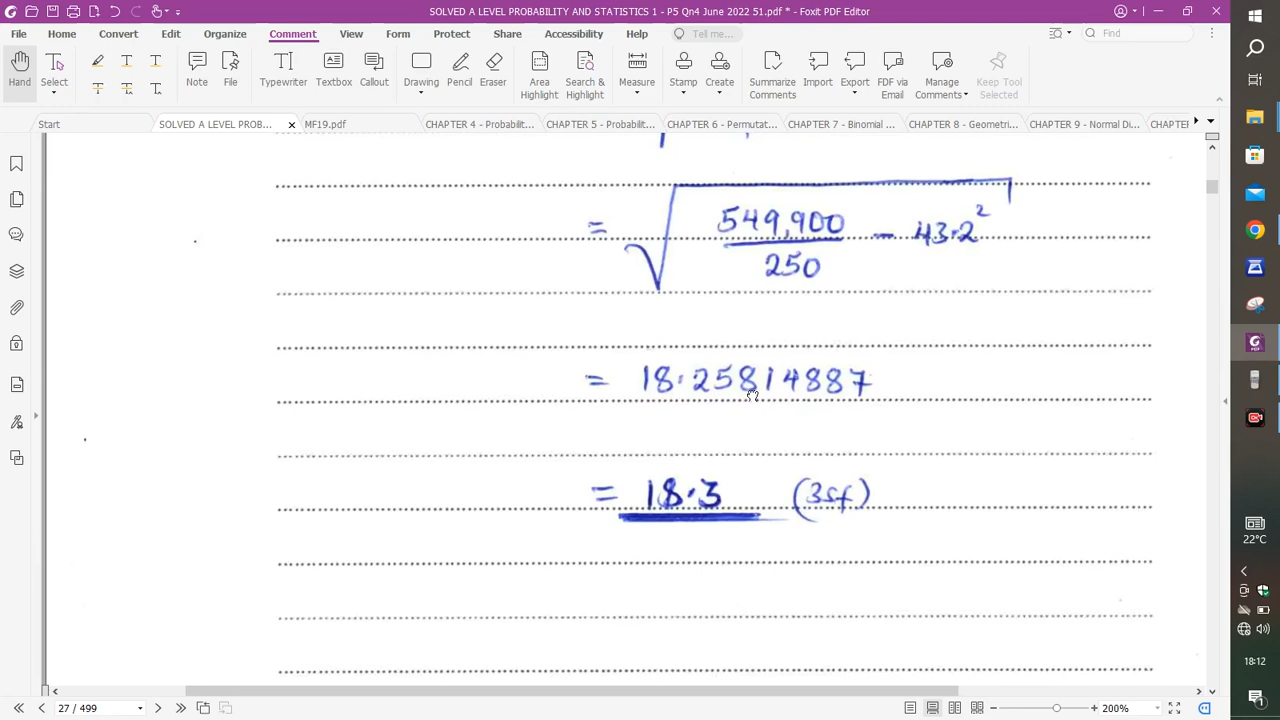 SOLVED A LEVEL PROBABILITY AND STATISTICS 1 - P5 Qn4 June 2022 51.pdf * - Foxit PDF Editor
File Home Convert Edit Organize Comment View Form Protect Share Accessibility Help Tell me... Find
Hand Select Note File Typewriter Textbox Callout Drawing Pencil Eraser Area Highlight Search & Highlight Measure Stamp Create Summarize Comments Import Export FDF via Email Manage Comments Keep Tool Selected
Start SOLVED A LEVEL PROB... MF19.pdf CHAPTER 4 - Probabilit... CHAPTER 5 - Probabilit... CHAPTER 6 - Permutat... CHAPTER 7 - Binomial ... CHAPTER 8 - Geometri... CHAPTER 9 - Normal Di... CHAPTE
= √ 549,900 / 250 - 43.2²
= 18.25814887
= 18.3 (3sf)
27 / 499
200%
22°C
18:12
1